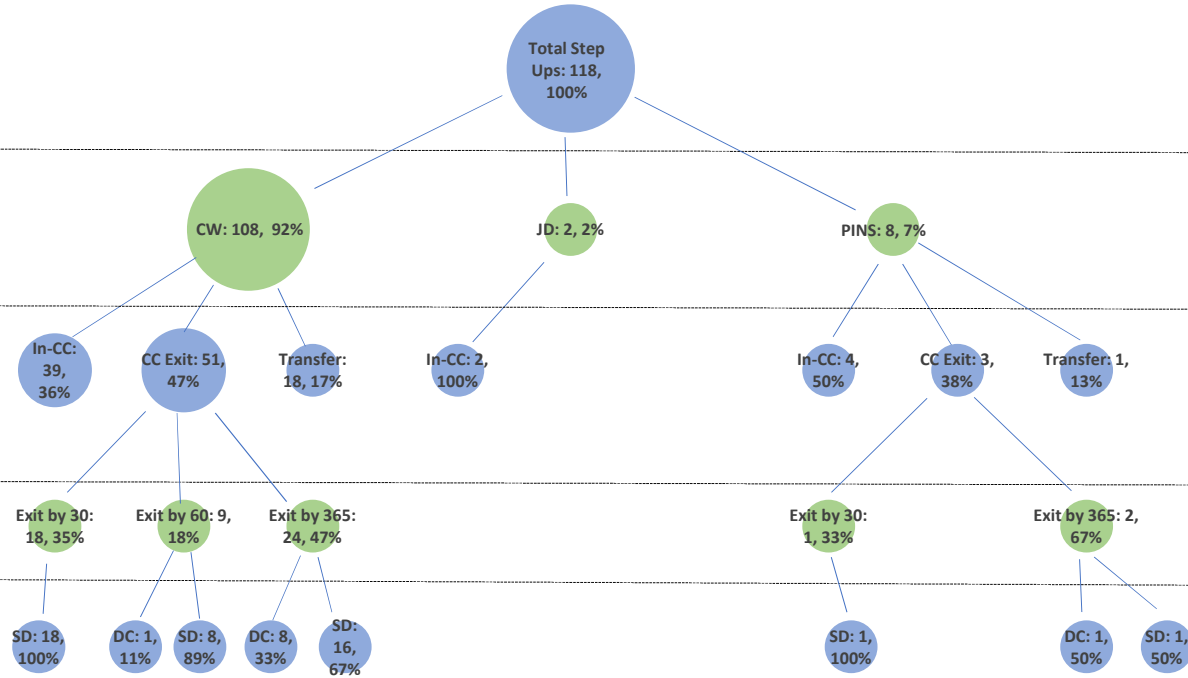 Total Step
Ups: 118,
100%
CW: 108, 92%
JD: 2, 2%
PINS: 8, 7%
In-CC:
39,
36%
CC Exit: 51,
47%
Transfer:
18, 17%
In-CC: 2,
100%
In-CC: 4,
50%
CC Exit: 3,
38%
Transfer: 1,
13%
Exit by 30:
18, 35%
Exit by 60: 9,
18%
Exit by 365:
24, 47%
Exit by 30:
1, 33%
Exit by 365: 2,
67%
SD: 18,
100%
DC: 1,
11%
SD: 8,
89%
DC: 8,
33%
SD:
16,
67%
SD: 1,
100%
DC: 1,
50%
SD: 1,
50%